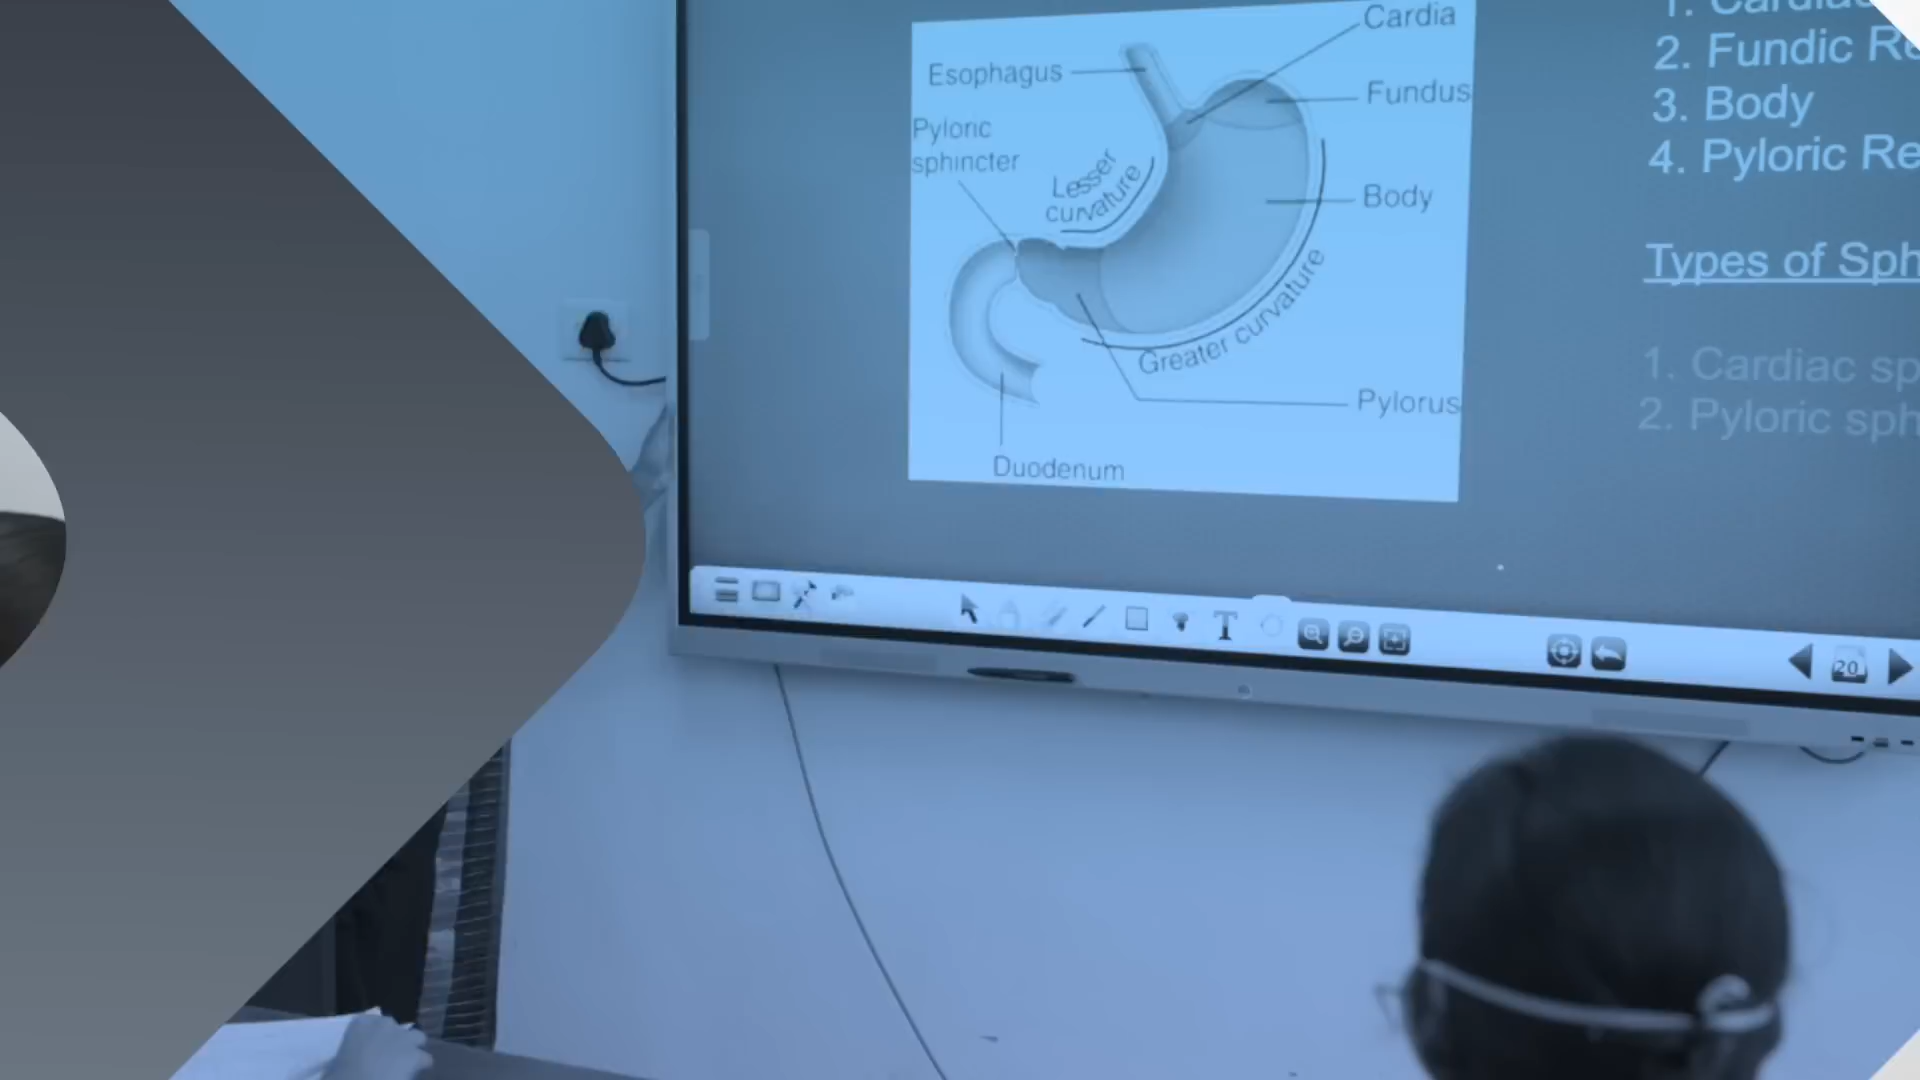 Cardia
Esophagus
Fundus
Pyloric
sphincter
Lesser
curvature
Body
Greater curvature
Pylorus
Duodenum
1.
2. Fundic
3. Body
4. Pyloric
Types of
1. Cardiac
2. Pyloric
T
20